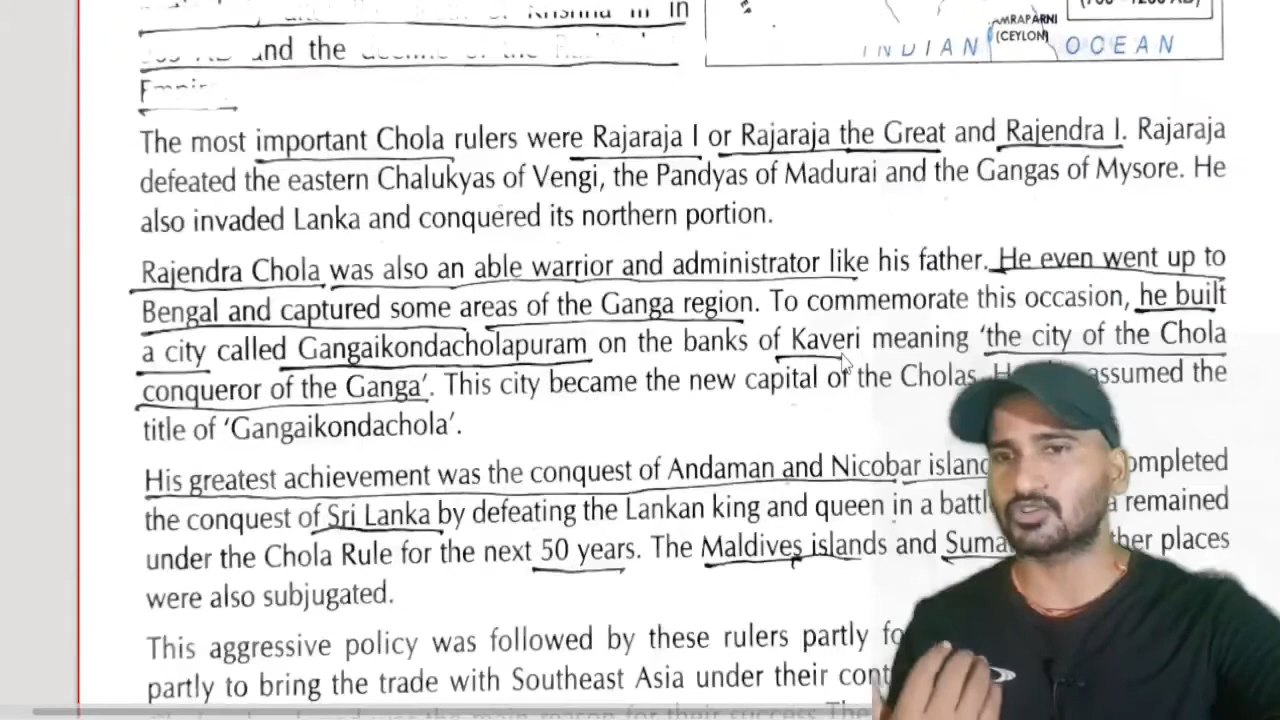 Krishna III in
and the
AMRAPARNI
(CEYLON)
INDIAN OCEAN
The most important Chola rulers were Rajaraja I or Rajaraja the Great and Rajendra I. Rajaraja
defeated the eastern Chalukyas of Vengi, the Pandyas of Madurai and the Gangas of Mysore. He
also invaded Lanka and conquered its northern portion.
Rajendra Chola was also an able warrior and administrator like his father. He even went up to
Bengal and captured some areas of the Ganga region. To commemorate this occasion, he built
a city called Gangaikondacholapuram on the banks of Kaveri meaning 'the city of the Chola
conqueror of the Ganga'. This city became the new capital of the Cholas. assumed the
title of 'Gangaikondachola'.
His greatest achievement was the conquest of Andaman and Nicobar
the conquest of Sri Lanka by defeating the Lankan king and queen in a remained
under the Chola Rule for the next 50 years. The Maldives islands and places
were also subjugated.
This aggressive policy was followed by these rulers partly
partly to bring the trade with Southeast Asia under their